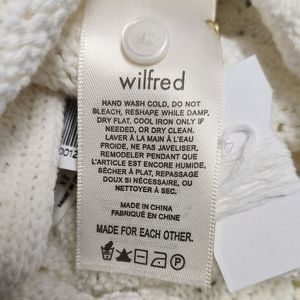 wilfred
HAND WASH COLD, DO NOT
BLEACH, RESHAPE WHILE DAMP,
DRY FLAT, COOL IRON ONLY IF
NEEDED, OR DRY CLEAN.
LAVER À LA MAIN À L'EAU
FROIDE, NE PAS JAVELISER,
REMODELER PENDANT QUE
L'ARTICLE EST ENCORE HUMIDE,
SÉCHER À PLAT, REPASSAGE
DOUX SI NÉCESSAIRE, OU
NETTOYER À SEC.
MADE IN CHINA
FABRIQUÉ EN CHINE
MADE FOR EACH OTHER.